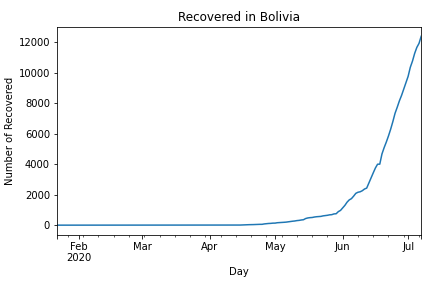 Recovered in Bolivia
Number of Recovered
12000
10000
8000
6000
4000
2000
0
Feb
2020
Mar
Apr
May
Jun
Jul
Day